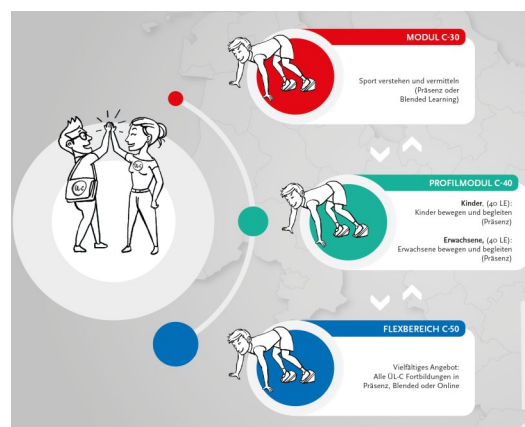 MODUL C-30
Sport verstehen und vermitteln
(Präsenz oder
Blended Learning)
ÜL-C
ÜL-C
PROFILMODUL C-40
Kinder, (40 LE):
Kinder bewegen und begleiten
(Präsenz)
Erwachsene, (40 LE):
Erwachsene bewegen und begleiten
(Präsenz)
FLEXBEREICH C-50
Vielfältiges Angebot:
Alle ÜL-C Fortbildungen in
Präsenz, Blended oder Online